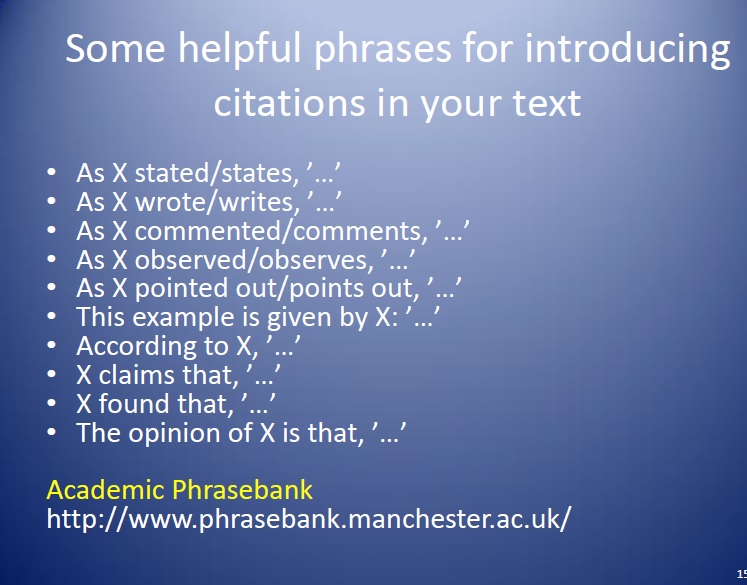 Some helpful phrases for introducing
citations in your text
• As X stated/states, ’...’
• As X wrote/writes, ’...’
• As X commented/comments, ’...’
• As X observed/observes, ’...’
• As X pointed out/points out, ’...’
• This example is given by X: ’...’
• According to X, ’...’
• X claims that, ’...’
• X found that, ’...’
• The opinion of X is that, ’...’
Academic Phrasebank
http://www.phrasebank.manchester.ac.uk/
15